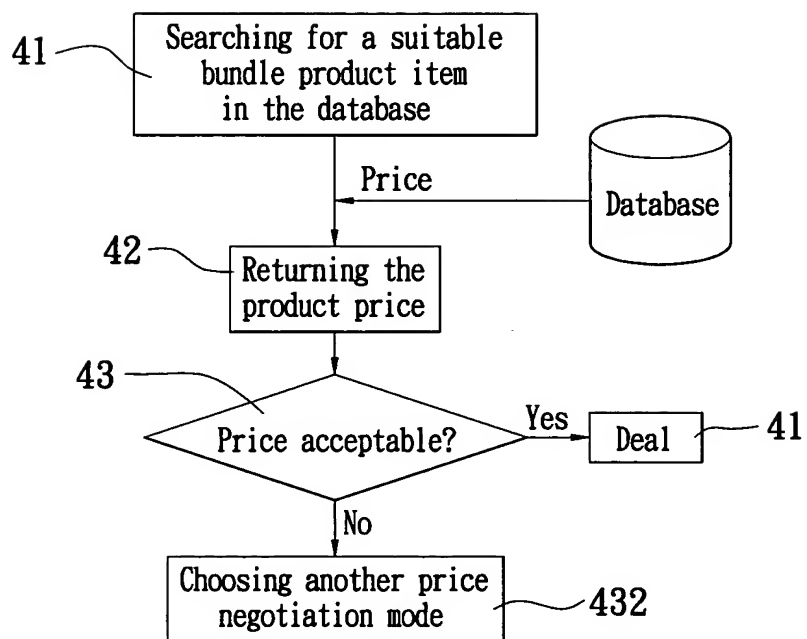 41
Searching for a suitable
bundle product item
in the database
Price
Database
42
Returning the
product price
43
Price acceptable?
Yes
Deal
41
No
Choosing another price
negotiation mode
432